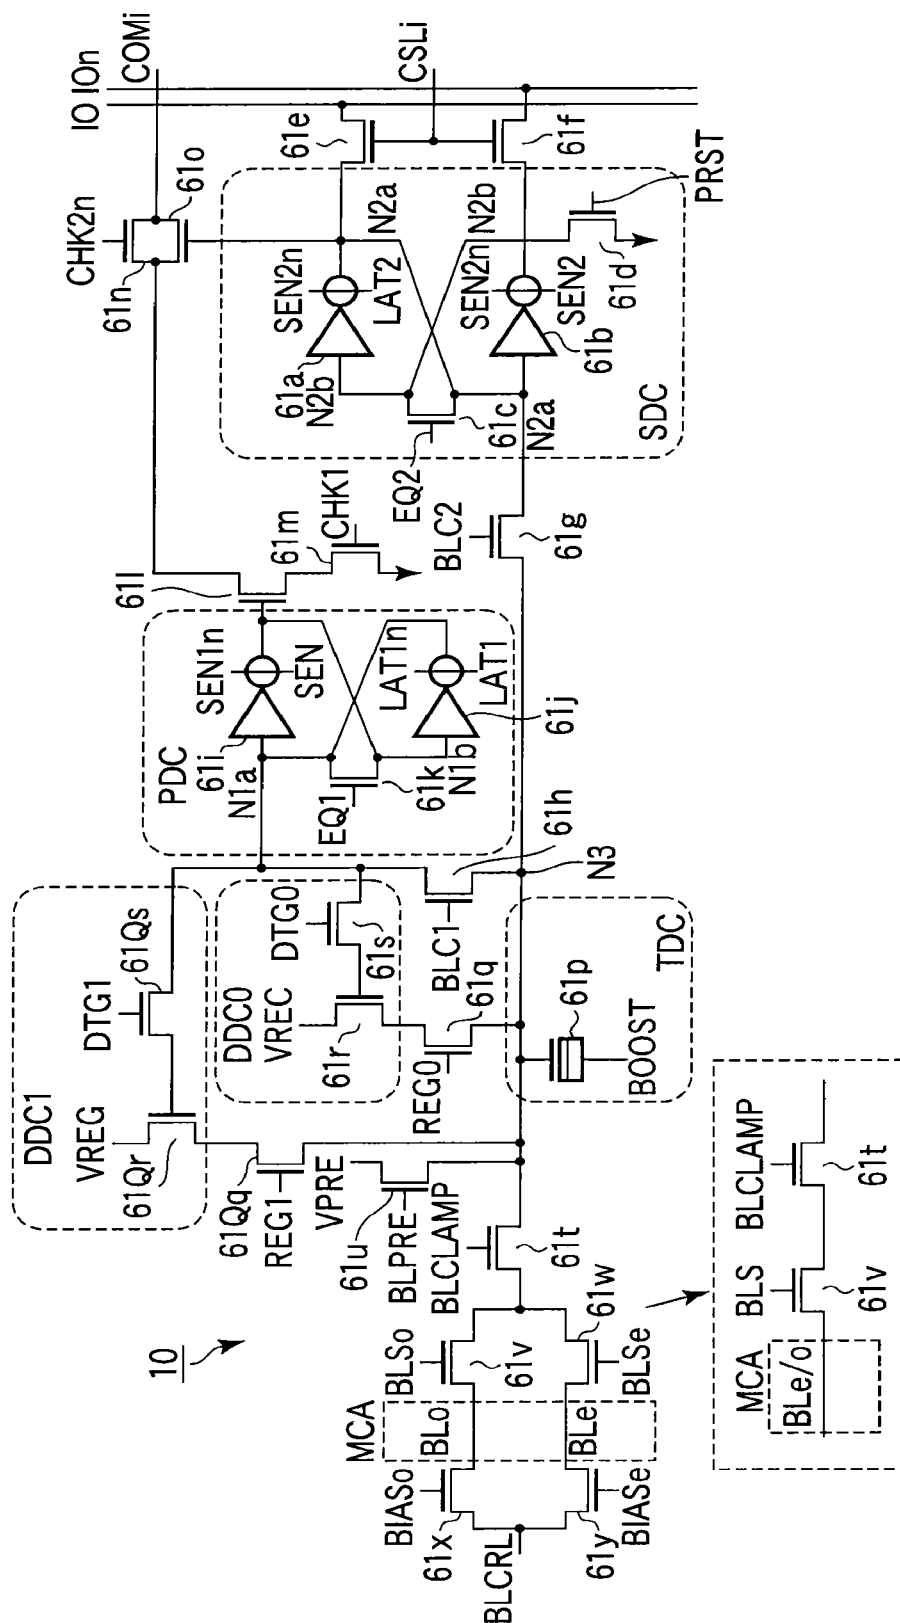 10
DDC1
VREG
DTG1
61Qs
61Qr
61Qq
REG1
CHK2n
61n
61o
IO
IOn
COMi
PDC
61i
N1a
SEN1n
SEN
61l
61m
CHK1
DDC0
VREC
DTG0
61s
61r
EQ1
LAT1n
LAT1
61k
N1b
61j
VPRE
61u
BLPRE
BLCLAMP
REG0
61q
BLC1
61h
N3
61a
N2b
SEN2n
LAT2
N2a
61e
CSLi
EQ2
61c
N2a
SEN2n
SEN2
61b
N2b
61f
61d
PRST
SDC
BLC2
61g
BIASo
MCA
BLSo
61x
BLo
61v
61t
BLCRL
61y
BLe
61w
BIASe
BLSe
61p
TDC
BOOST
MCA
BLe/o
BLS
BLCLAMP
61v
61t